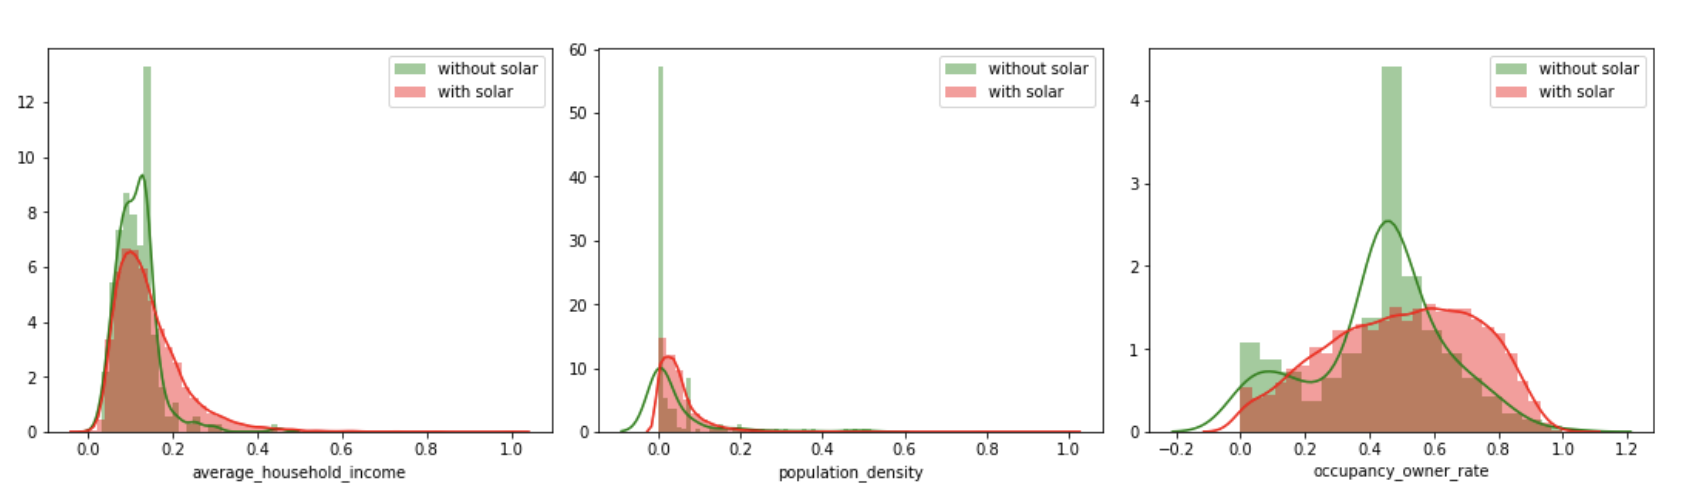 without solar
with solar
12
10
8
6
4
2
0
0.0 0.2 0.4 0.6 0.8 1.0
average_household_income
without solar
with solar
60
50
40
30
20
10
0
0.0 0.2 0.4 0.6 0.8 1.0
population_density
without solar
with solar
4
3
2
1
0
−0.2 0.0 0.2 0.4 0.6 0.8 1.0 1.2
occupancy_owner_rate